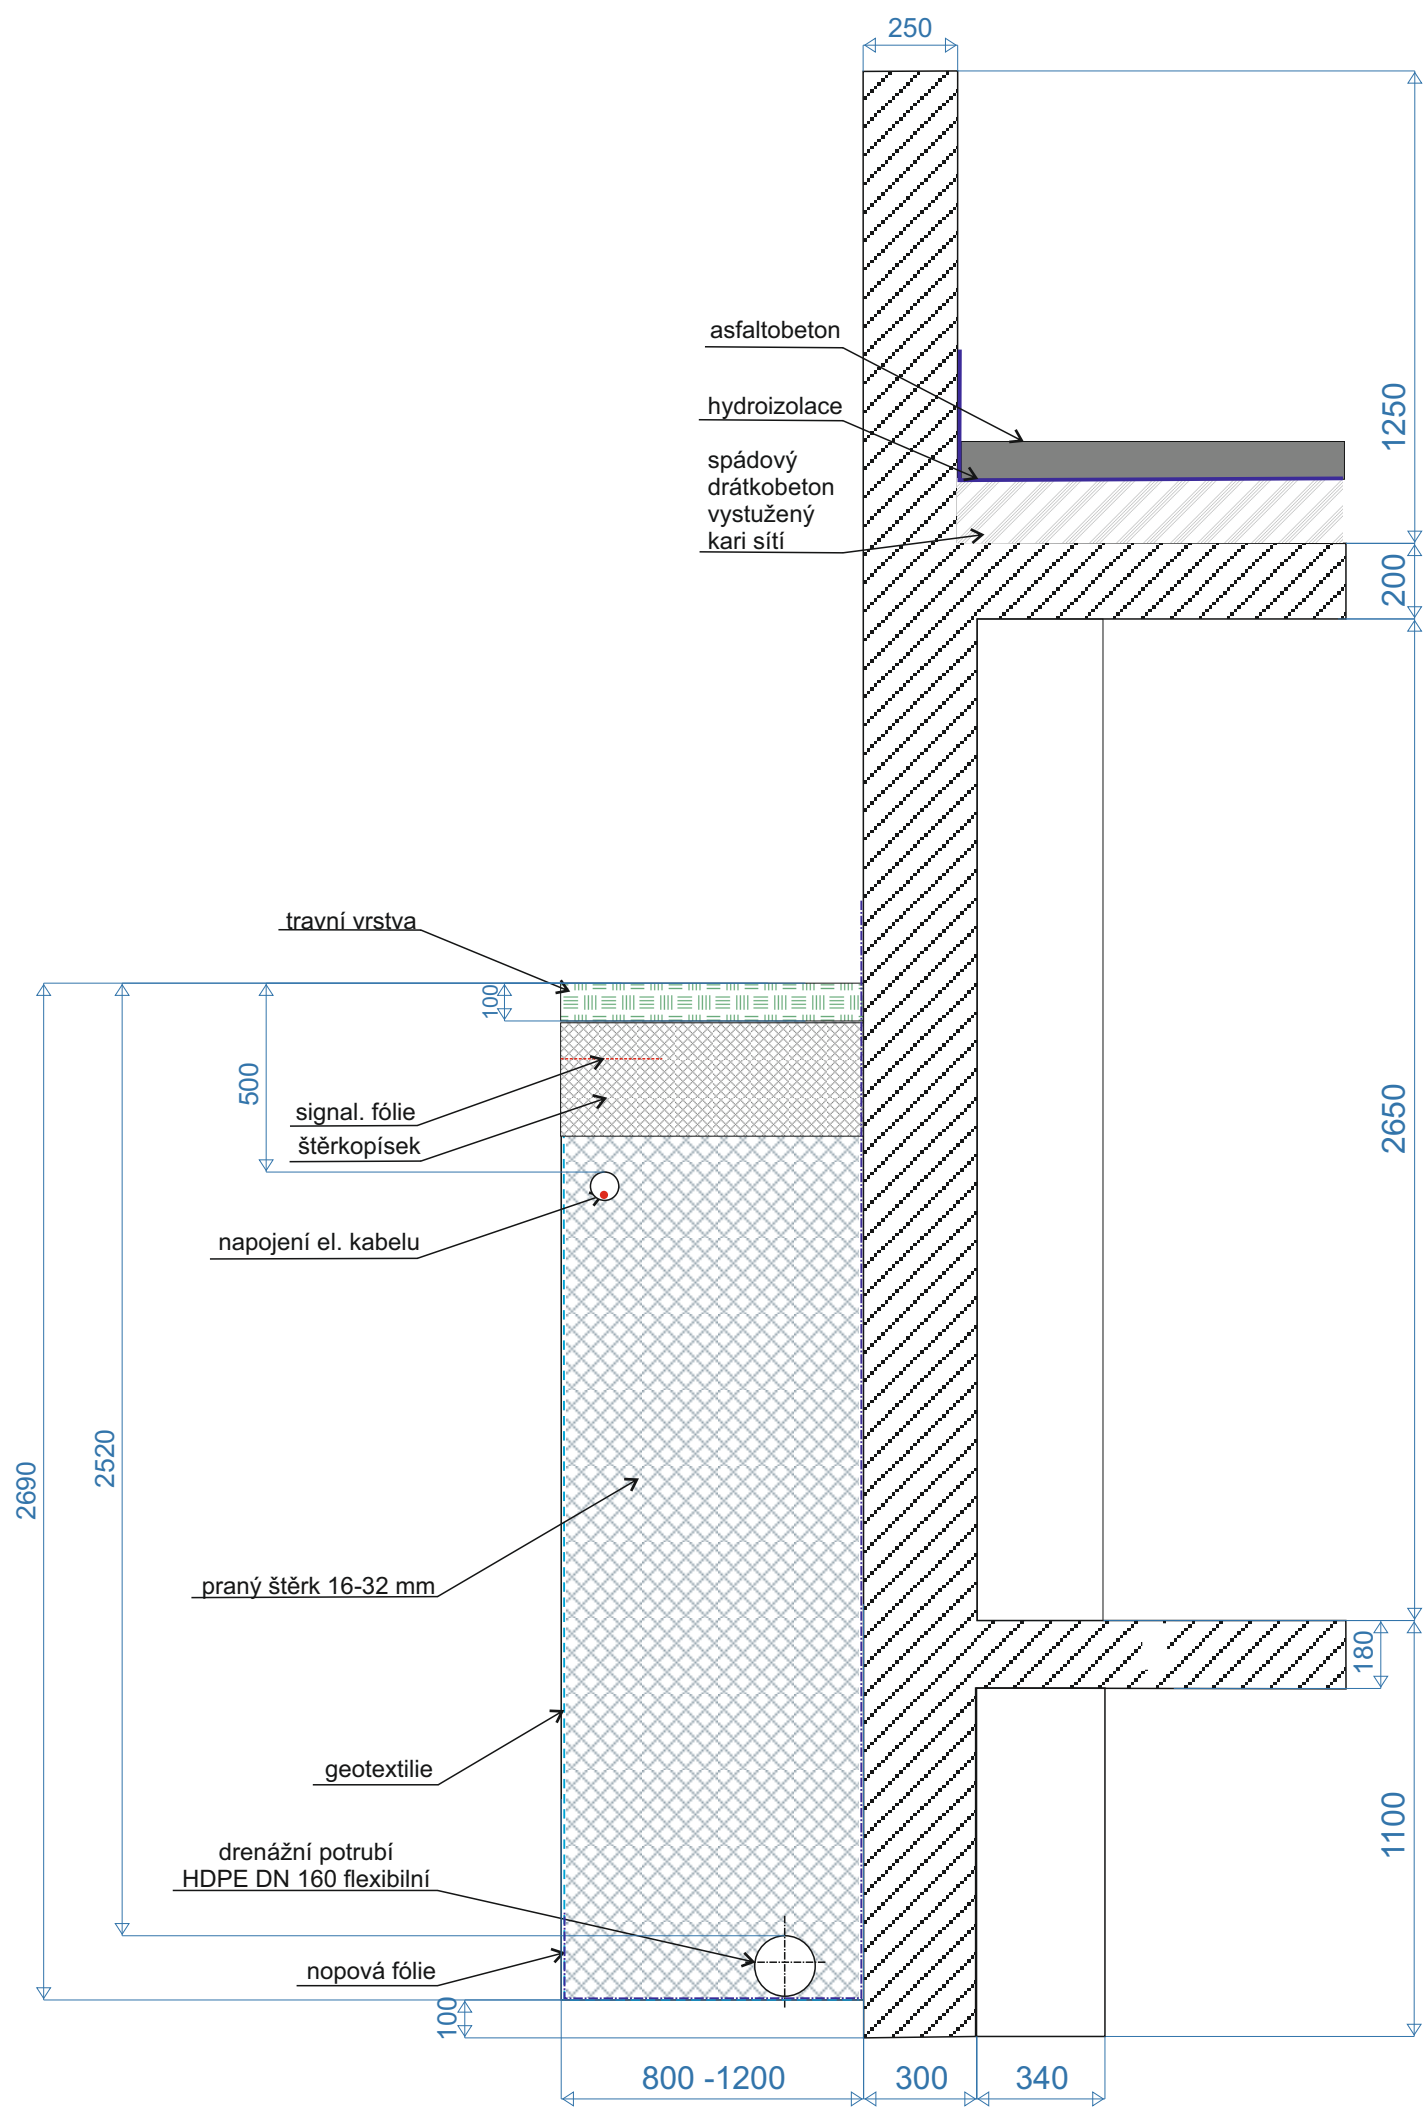 250
asfaltobeton
hydroizolace
spádový
drátkobeton
vystužený
kari sítí
1250
200
travní vrstva
100
500
signal. fólie
štěrkopísek
napojení el. kabelu
2650
2520
2690
praný štěrk 16-32 mm
180
geotextilie
1100
drenážní potrubí
HDPE DN 160 flexibilní
nopová fólie
100
800 -1200
300
340